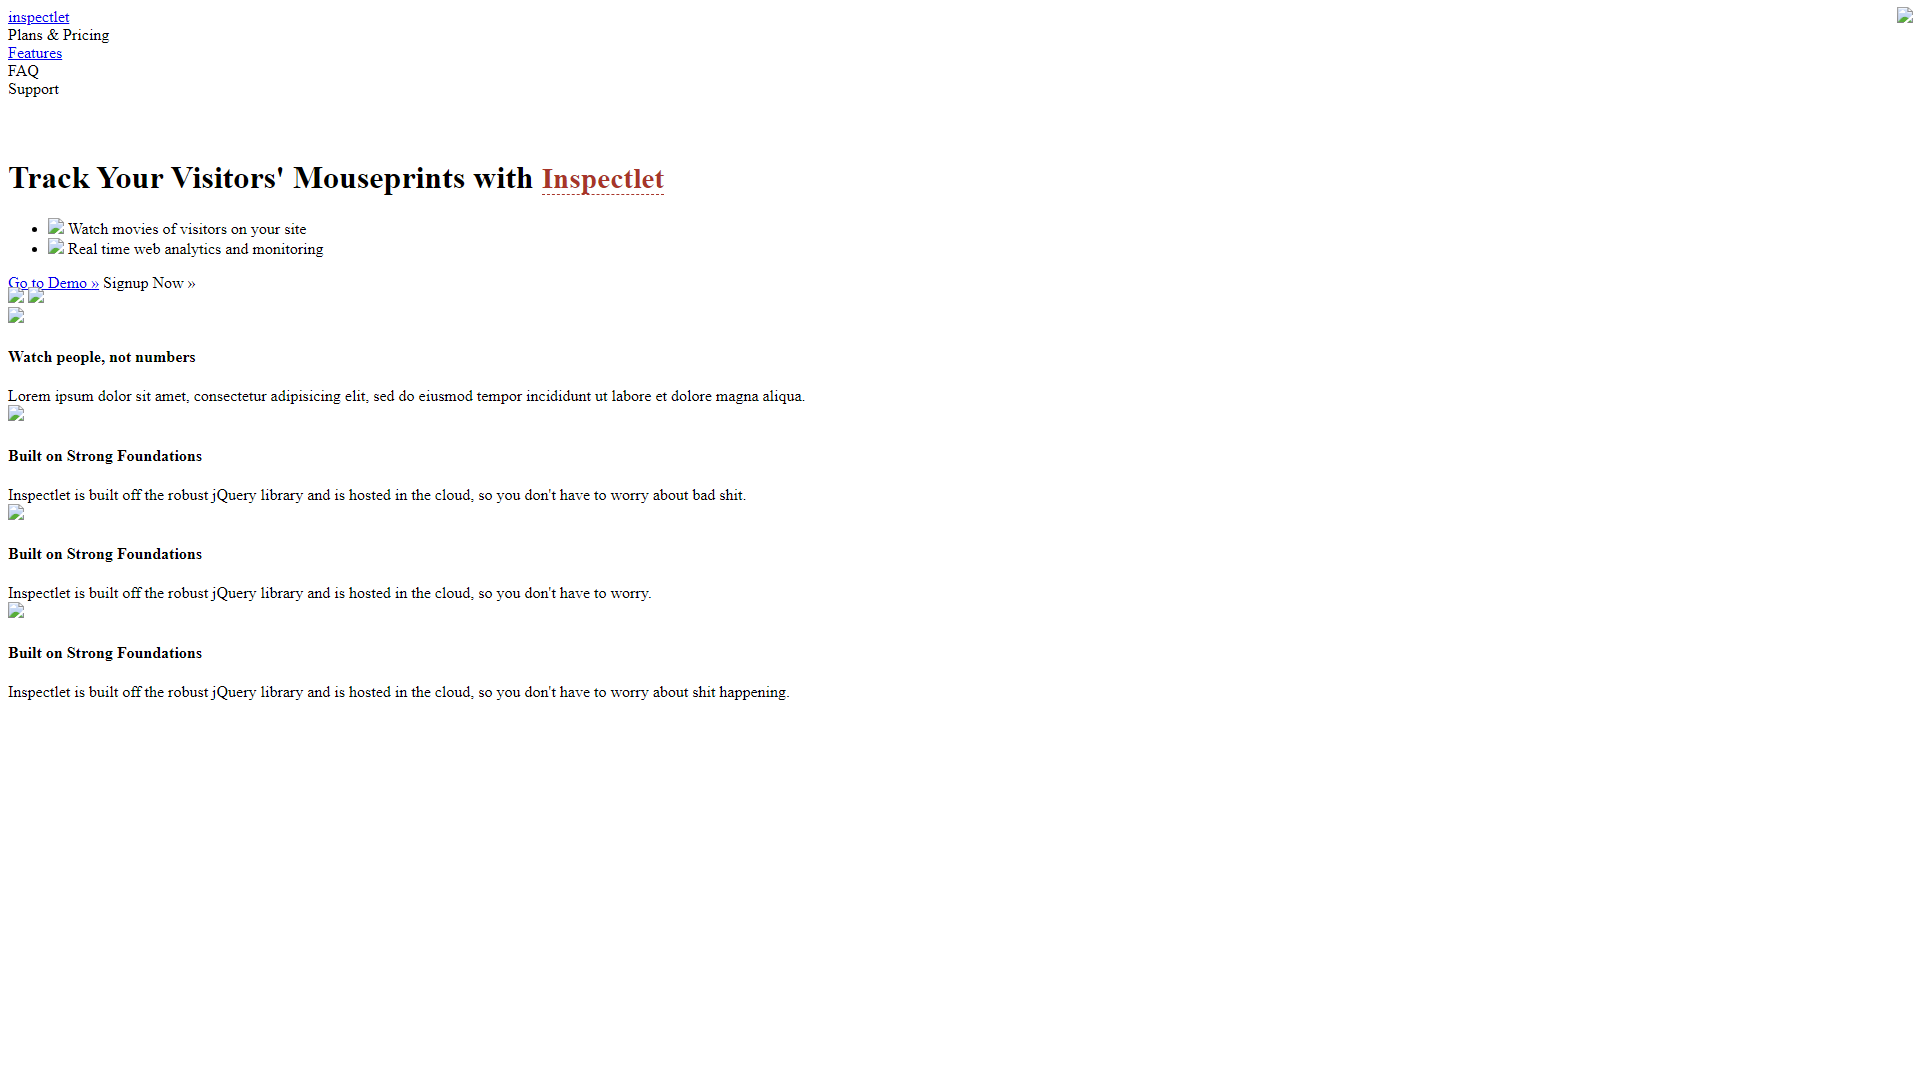 inspectlet
Plans & Pricing
Features
FAQ
Support
Track Your Visitors' Mouseprints with Inspectlet
Watch movies of visitors on your site
Real time web analytics and monitoring
Go to Demo » Signup Now »
Watch people, not numbers
Lorem ipsum dolor sit amet, consectetur adipisicing elit, sed do eiusmod tempor incididunt ut labore et dolore magna aliqua.
Built on Strong Foundations
Inspectlet is built off the robust jQuery library and is hosted in the cloud, so you don't have to worry about bad shit.
Built on Strong Foundations
Inspectlet is built off the robust jQuery library and is hosted in the cloud, so you don't have to worry.
Built on Strong Foundations
Inspectlet is built off the robust jQuery library and is hosted in the cloud, so you don't have to worry about shit happening.